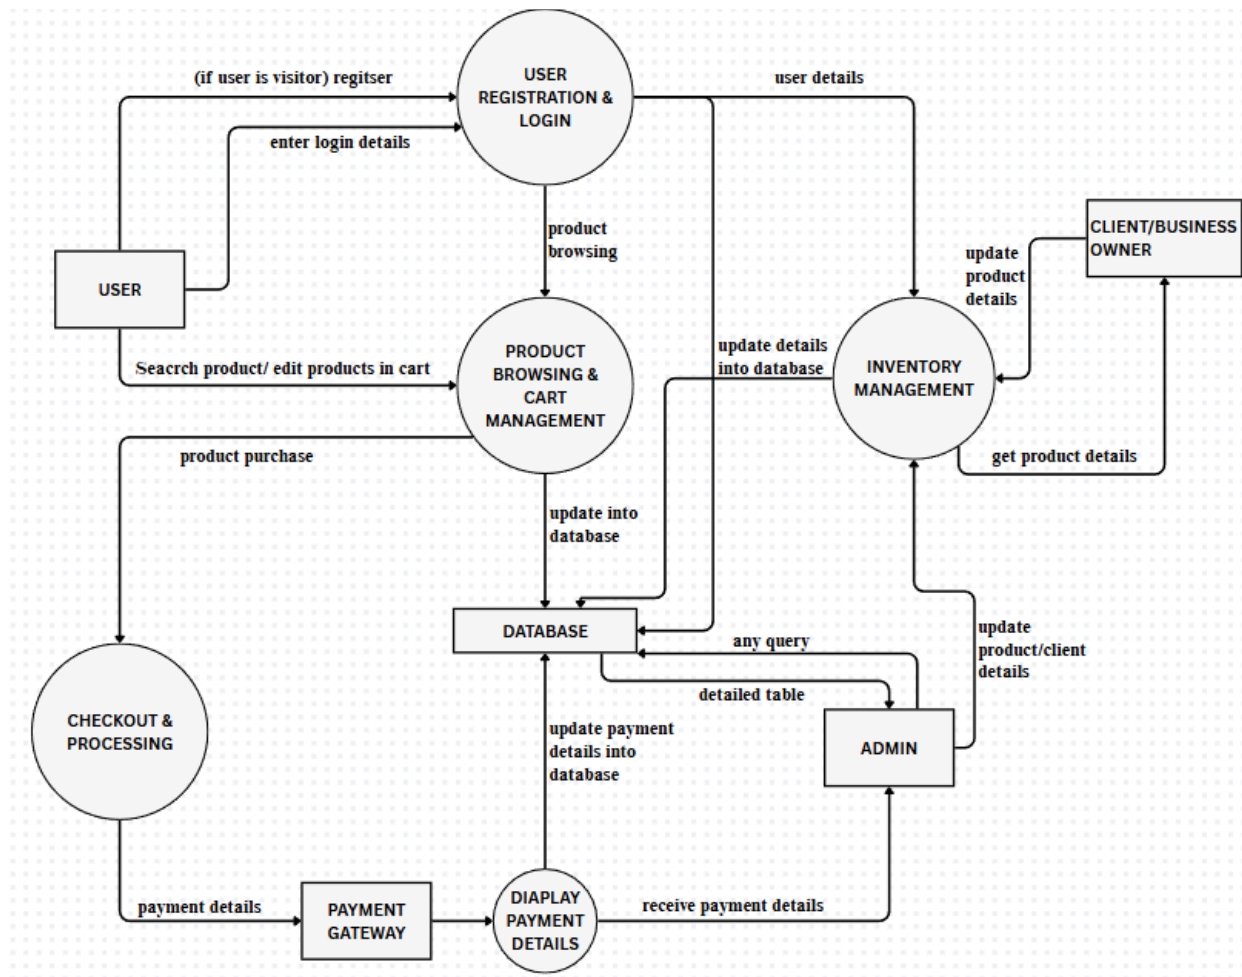 USER
REGISTRATION &
LOGIN
(if user is visitor) regitser
user details
enter login details
product
browsing
CLIENT/BUSINESS
OWNER
update
product
details
USER
PRODUCT
BROWSING &
CART
MANAGEMENT
Seacrch product/ edit products in cart
update details
into database
INVENTORY
MANAGEMENT
product purchase
get product details
update into
database
DATABASE
any query
detailed table
update
product/client
details
CHECKOUT &
PROCESSING
update payment
details into
database
ADMIN
payment details
PAYMENT
GATEWAY
DIAPLAY
PAYMENT
DETAILS
receive payment details